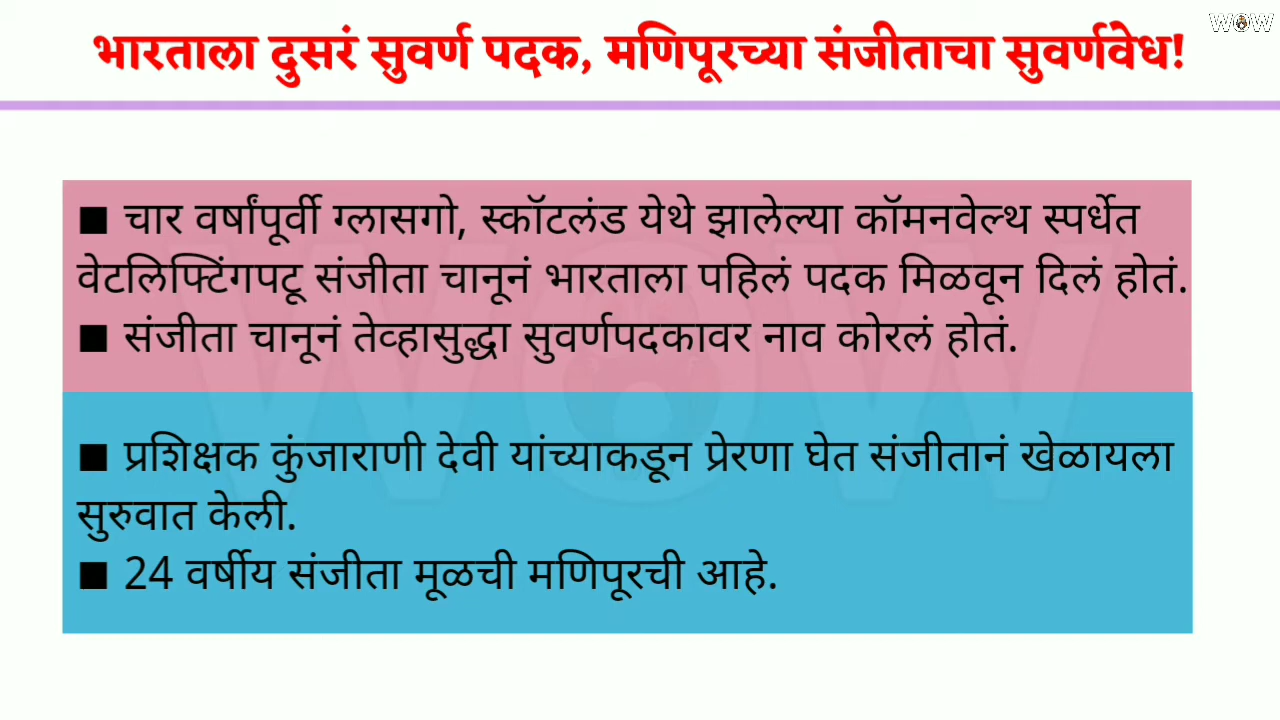 WOW
भारताला दुसरं सुवर्ण पदक, मणिपूरच्या संजीताचा सुवर्णवेध!
■ चार वर्षांपूर्वी ग्लासगो, स्कॉटलंड येथे झालेल्या कॉमनवेल्थ स्पर्धेत
वेटलिफ्टिंगपटू संजीता चानूनं भारताला पहिलं पदक मिळवून दिलं होतं.
■ संजीता चानूनं तेव्हासुद्धा सुवर्णपदकावर नाव कोरलं होतं.
■ प्रशिक्षक कुंजाराणी देवी यांच्याकडून प्रेरणा घेत संजीतानं खेळायला
सुरुवात केली.
■ 24 वर्षीय संजीता मूळची मणिपूरची आहे.